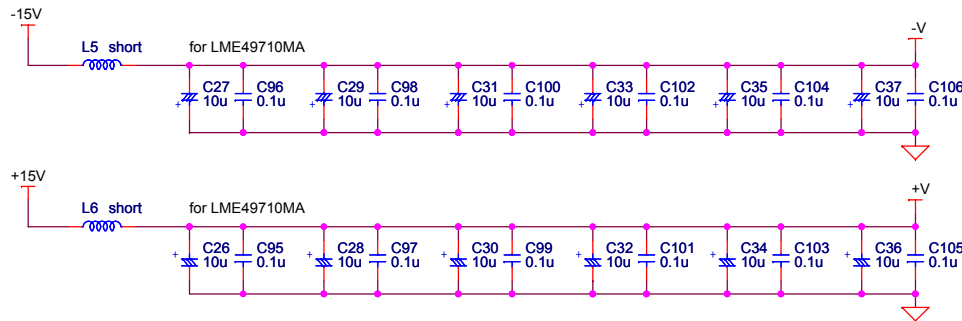 -15V
-V
L5 short
for LME49710MA
C27
10u
+
C96
0.1u
C29
10u
+
C98
0.1u
C31
10u
+
C100
0.1u
C33
10u
+
C102
0.1u
C35
10u
+
C104
0.1u
C37
10u
+
C106
0.1u
+15V
+V
L6 short
for LME49710MA
+
C26
10u
C95
0.1u
+
C28
10u
C97
0.1u
+
C30
10u
C99
0.1u
+
C32
10u
C101
0.1u
+
C34
10u
C103
0.1u
+
C36
10u
C105
0.1u